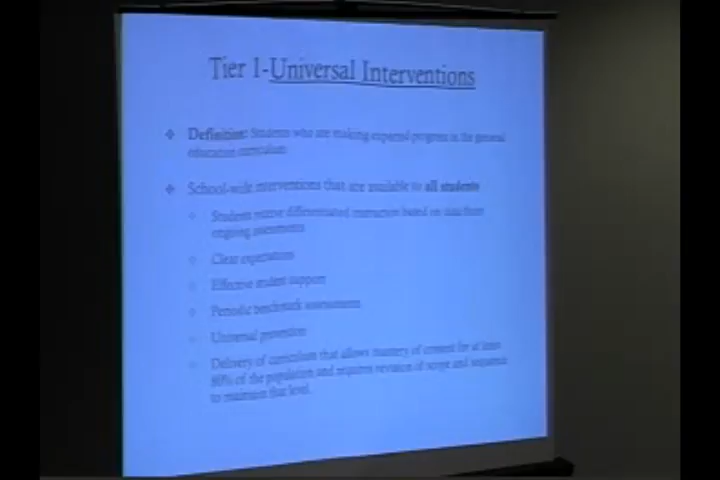 Tier 1-Universal Interventions
Definition: Students who are making expected progress in the general
education curriculum
School-wide interventions that are available to all students
Students receive differentiated instruction based on data from
ongoing assessments
Clear expectations
Effective student support
Periodic benchmark assessments
Universal prevention
Delivery of curriculum that allows mastery of content for at least
80% of the population and requires revision of scope and sequence
to maintain that level.